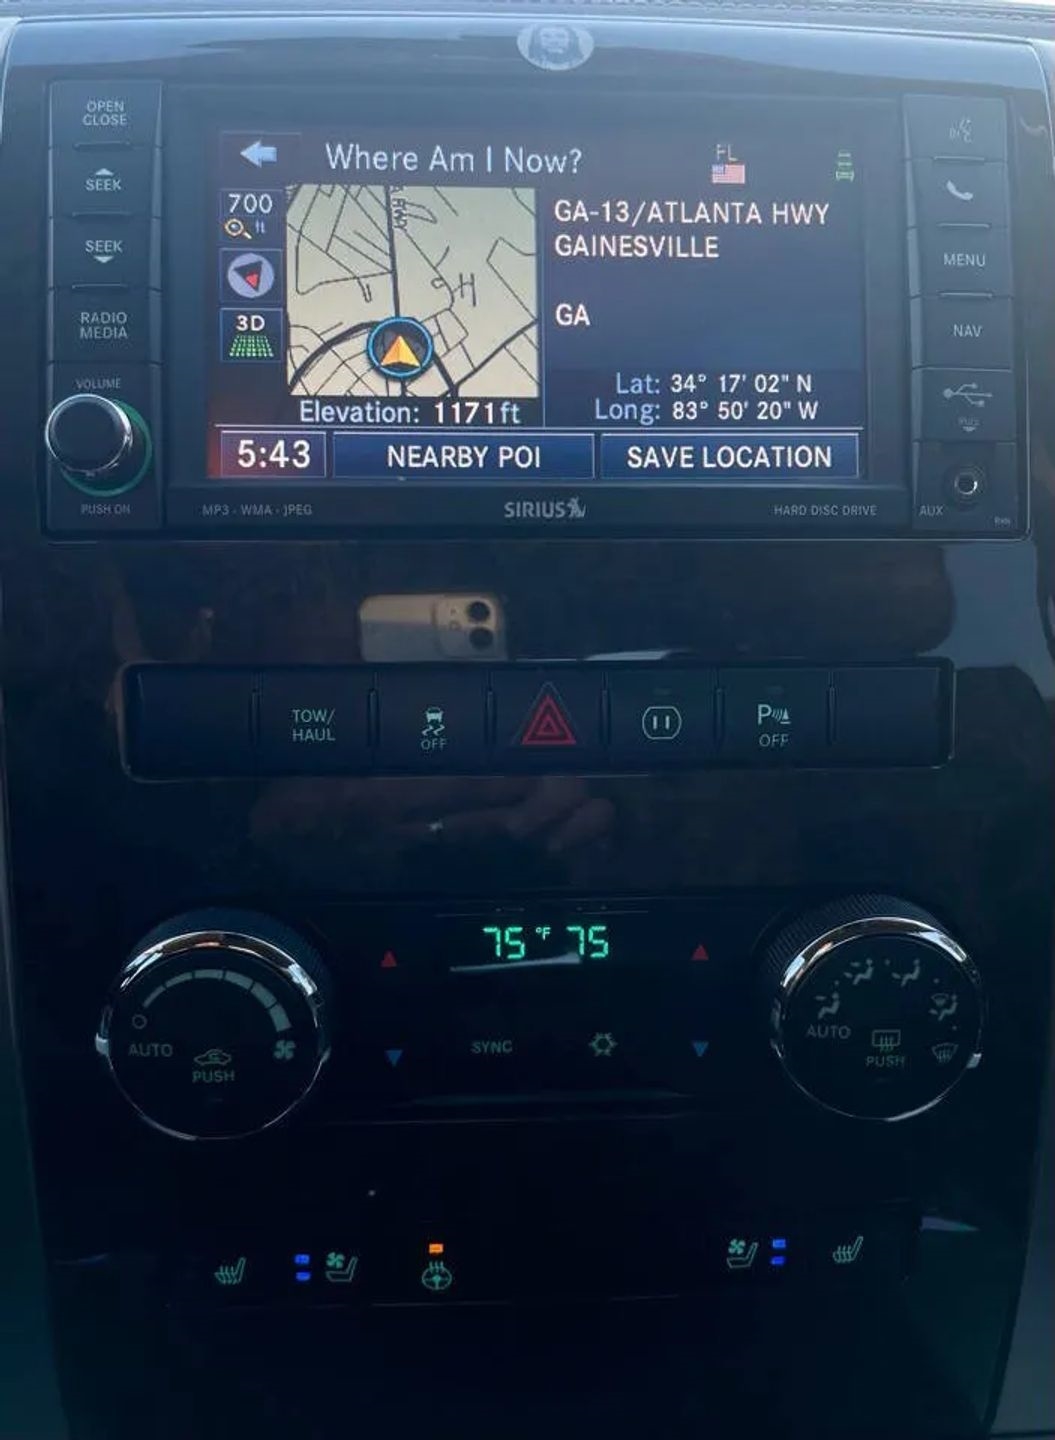 OPEN
CLOSE
SEEK
SEEK
RADIO
MEDIA
VOLUME
PUSH ON
Where Am I Now?
FL
700
ft
3D
GA-13/ATLANTA HWY
GAINESVILLE
GA
Lat: 34° 17' 02" N
Long: 83° 50' 20" W
Elevation: 1171ft
5:43
NEARBY POI
SAVE LOCATION
MP3 - WMA - JPEG
SIRIUS
HARD DISC DRIVE
MENU
NAV
AUX
TOW/
HAUL
OFF
P
OFF
75 °F 75
AUTO
PUSH
SYNC
AUTO
PUSH